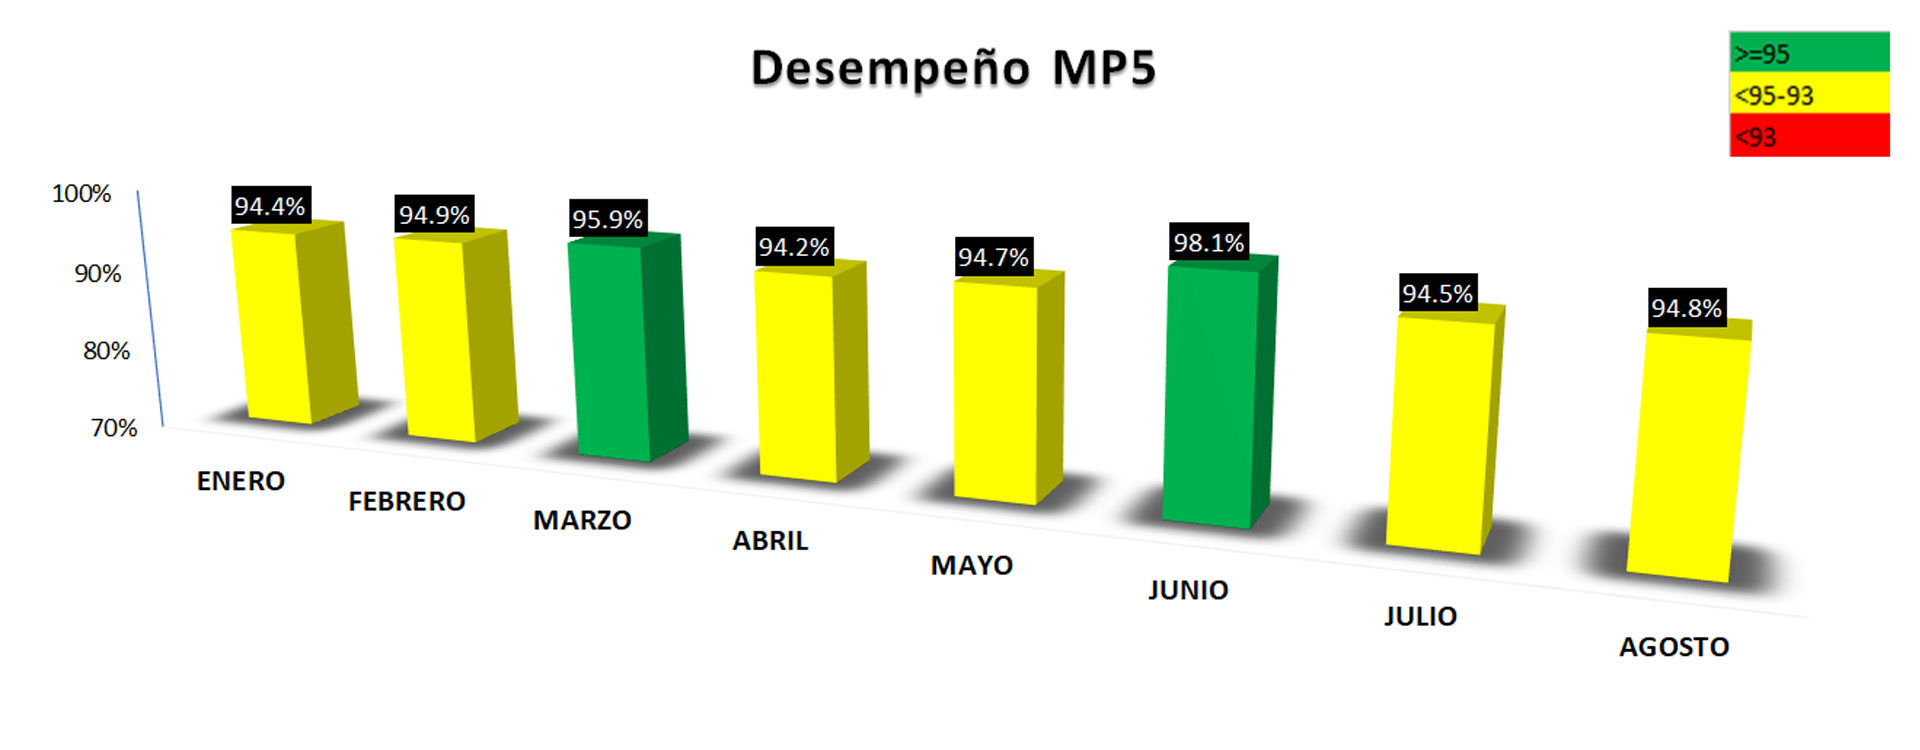 Desempeño MP5
>=95
<95-93
<93
100%
90%
80%
70%
94.4%
94.9%
95.9%
94.2%
94.7%
98.1%
94.5%
94.8%
ENERO
FEBRERO
MARZO
ABRIL
MAYO
JUNIO
JULIO
AGOSTO